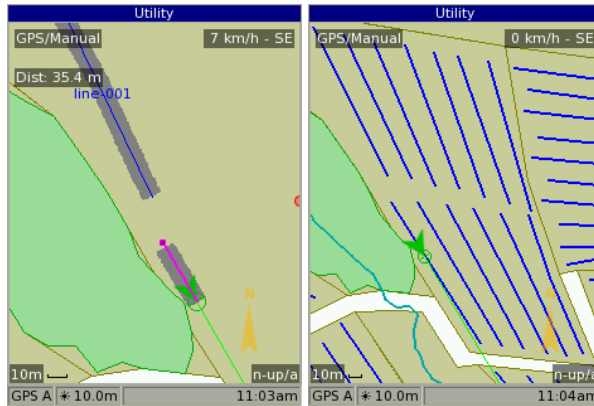 Utility
GPS/Manual 7 km/h - SE
Dist: 35.4 m
line-001
N
10m n-up/a
GPS A ☀ 10.0m 11:03am
Utility
GPS/Manual 0 km/h - SE
N
10m n-up/a
GPS A ☀ 10.0m 11:04am